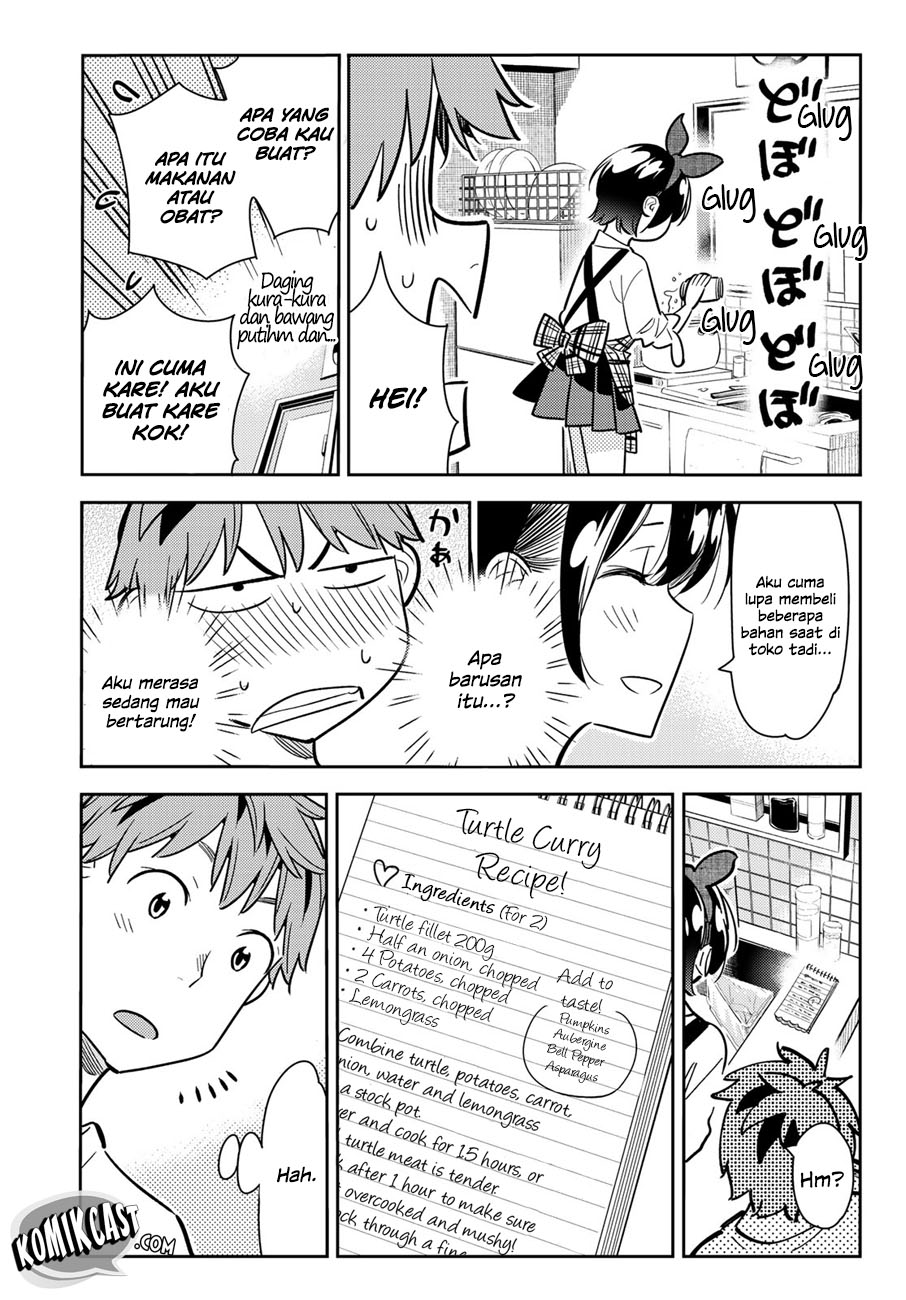 どぼどぼどぼ
Glug
Glug
Glug
Glug
Glug
HEI!
APA YANG
COBA KAU
BUAT?
APA ITU
MAKANAN
ATAU
OBAT?
Daging
kura-kura
dan bawang
putihm dan...
INI CUMA
KARE! AKU
BUAT KARE
KOK!
Aku cuma
lupa membeli
beberapa
bahan saat di
toko tadi...
Apa
barusan
itu...?
かぁ
Aku merasa
sedang mau
bertarung!
Hm?
Turtle Curry
Recipe!
Ingredients (For 2)
• Turtle fillet 200g
• Half an onion, chopped
• 4 Potatoes, chopped
• 2 Carrots, chopped
• Lemongrass
Add to
taste!
Pumpkins
Aubergine
Bell Pepper
Asparagus
Combine turtle, potatoes, carrot,
nion, water and lemongrass
a stock pot.
er and cook for 1.5 hours, or
turtle meat is tender.
k after 1 hour to make sure
t overcooked and mushy!
ck through a fine
Hah.
KOMIKCAST
.COM